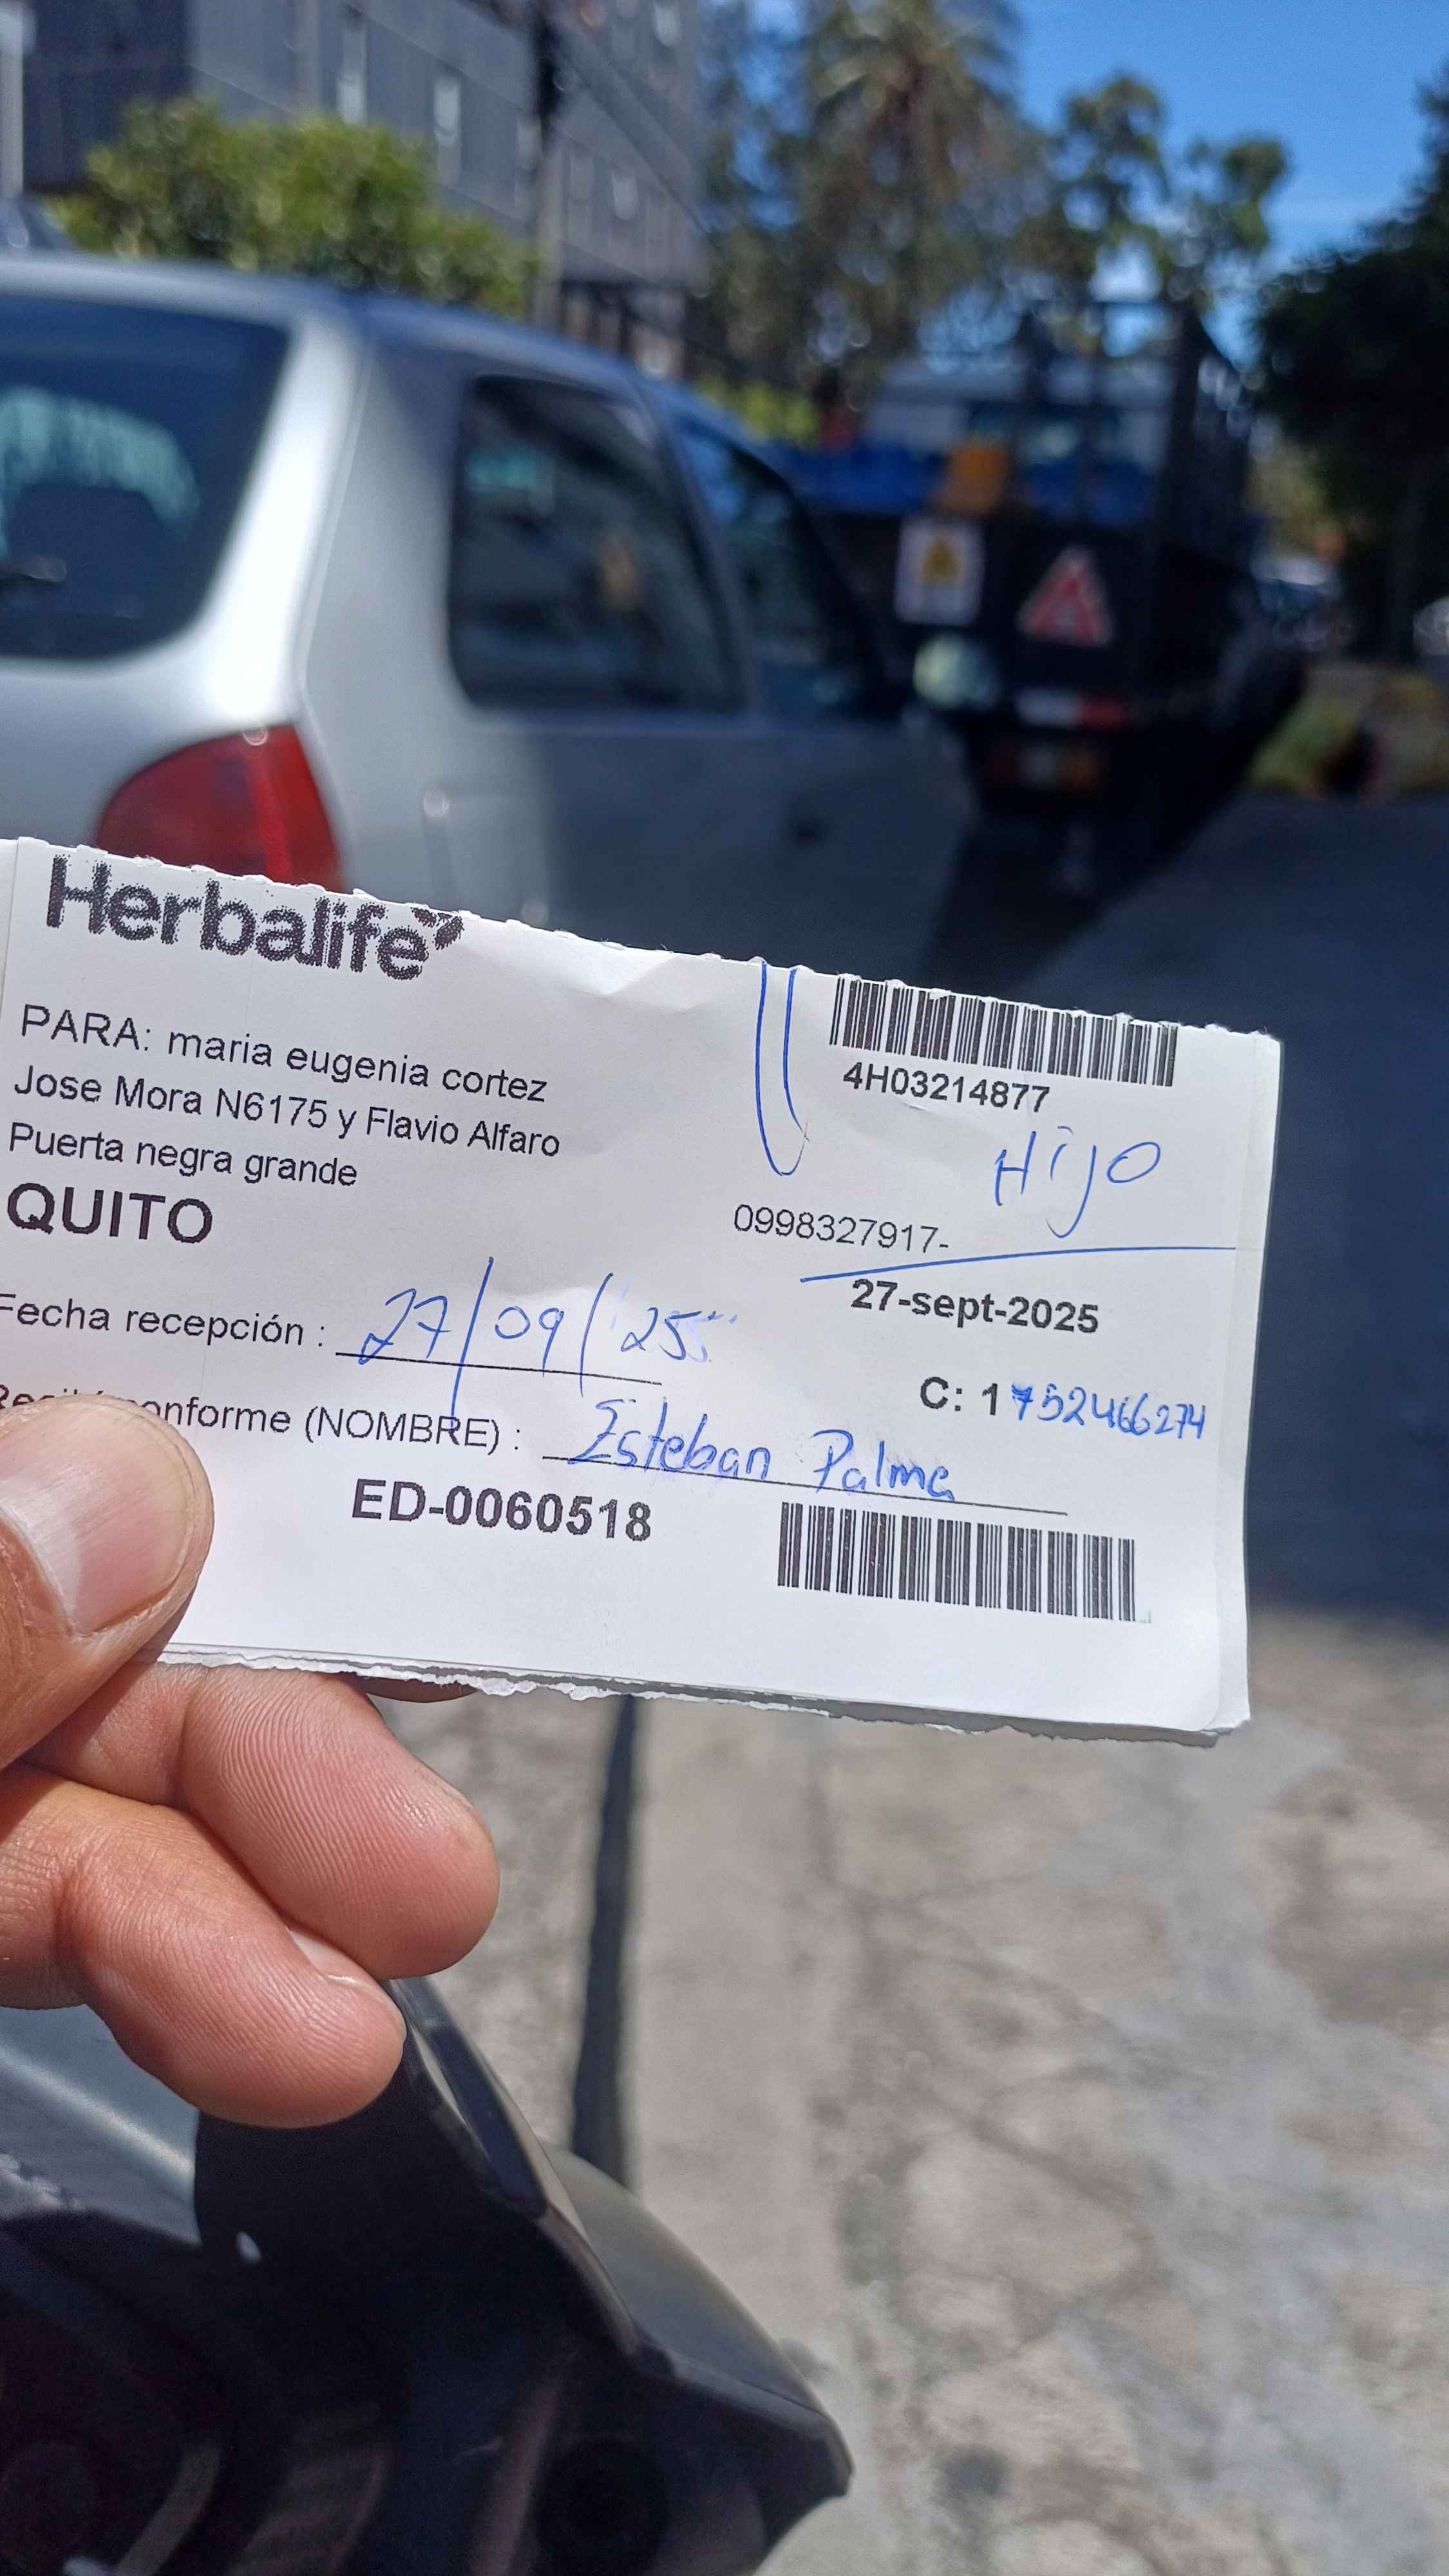 Herbalife
PARA: maria eugenia cortez
Jose Mora N6175 y Flavio Alfaro
Puerta negra grande
QUITO
4H03214877
Hijo
0998327917-
27-sept-2025
Fecha recepción : 27/09/25
C: 1752466274
conforme (NOMBRE) : Esteban Palma
ED-0060518